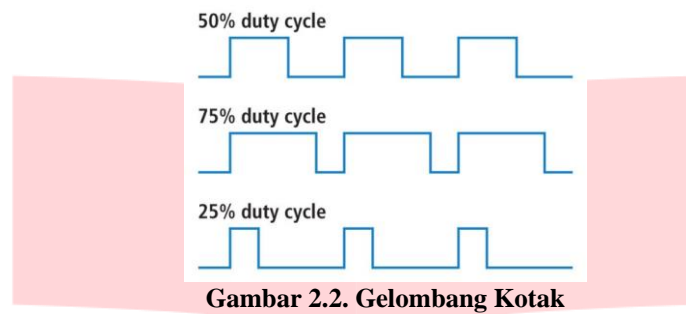 50% duty cycle
75% duty cycle
25% duty cycle
Gambar 2.2. Gelombang Kotak